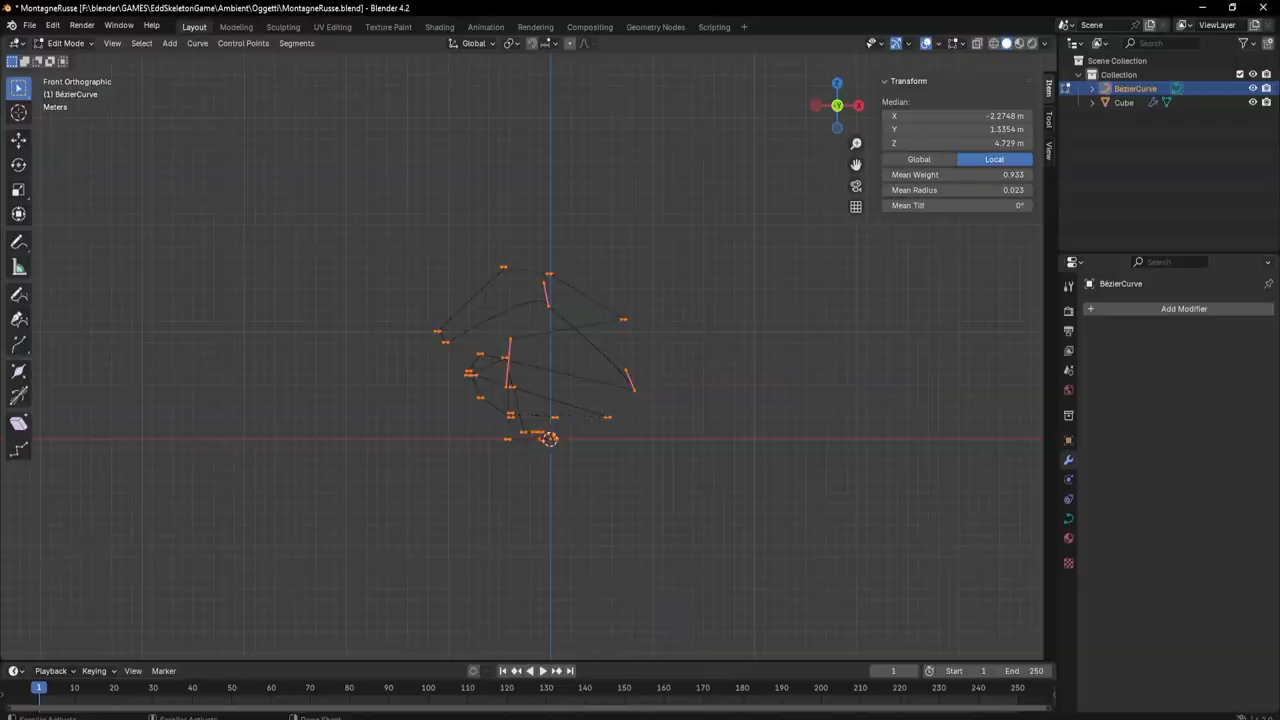 * MontagneRusse [F:\blender\GAMES\EddSkeletonGame\Ambient\Oggetti\MontagneRusse.blend] - Blender 4.2
File Edit Render Window Help Layout Modeling Sculpting UV Editing Texture Paint Shading Animation Rendering Compositing Geometry Nodes Scripting + Scene ViewLayer
Edit Mode View Select Add Curve Control Points Segments Global Search
Scene Collection
Collection
BézierCurve
Cube
Front Orthographic
(1) BézierCurve
Meters
Z
Y
X
Transform
Median:
X -2.2748 m
Y 1.3354 m
Z 4.729 m
Global Local
Mean Weight 0.933
Mean Radius 0.023
Mean Tilt 0°
Item
Tool
View
Search
BézierCurve
+ Add Modifier
Playback Keying View Marker 1 Start 1 End 250
1 10 20 30 40 50 60 70 80 90 100 110 120 130 140 150 160 170 180 190 200 210 220 230 240 250